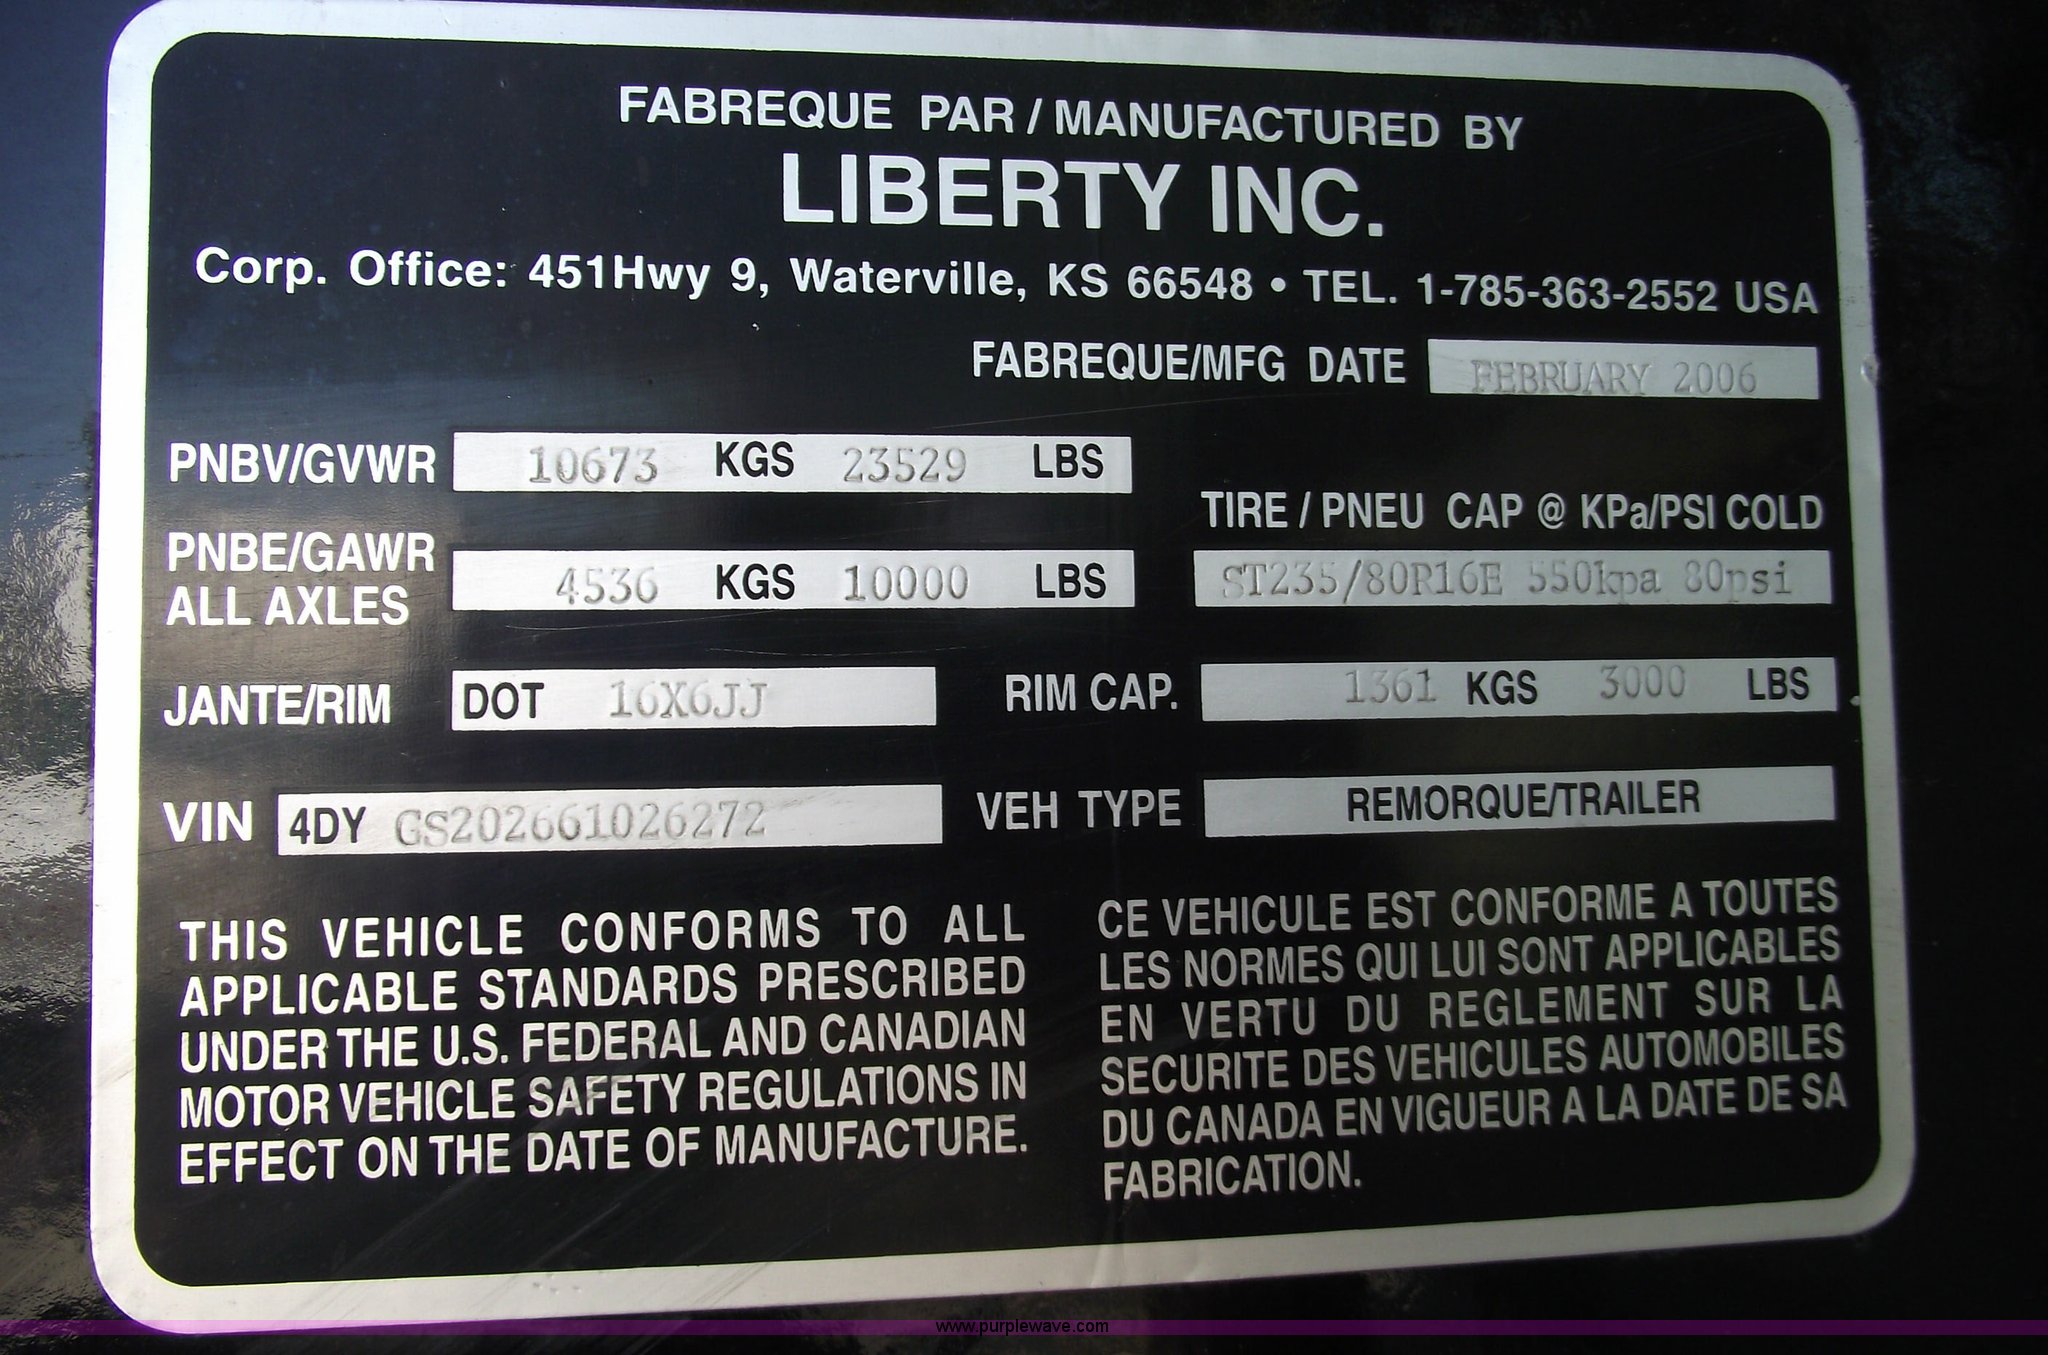 FABREQUE PAR / MANUFACTURED BY
LIBERTY INC.
Corp. Office: 451Hwy 9, Waterville, KS 66548 • TEL. 1-785-363-2552 USA
FABREQUE/MFG DATE FEBRUARY 2006
PNBV/GVWR 10673 KGS 23529 LBS
TIRE / PNEU CAP @ KPa/PSI COLD
PNBE/GAWR
ALL AXLES 4536 KGS 10000 LBS ST235/80R16E 550kpa 80psi
JANTE/RIM DOT 16X6JJ RIM CAP. 1361 KGS 3000 LBS
VIN 4DY GS202661026272 VEH TYPE REMORQUE/TRAILER
THIS VEHICLE CONFORMS TO ALL
APPLICABLE STANDARDS PRESCRIBED
UNDER THE U.S. FEDERAL AND CANADIAN
MOTOR VEHICLE SAFETY REGULATIONS IN
EFFECT ON THE DATE OF MANUFACTURE.
CE VEHICULE EST CONFORME A TOUTES
LES NORMES QUI LUI SONT APPLICABLES
EN VERTU DU REGLEMENT SUR LA
SECURITE DES VEHICULES AUTOMOBILES
DU CANADA EN VIGUEUR A LA DATE DE SA
FABRICATION.
www.purplewave.com